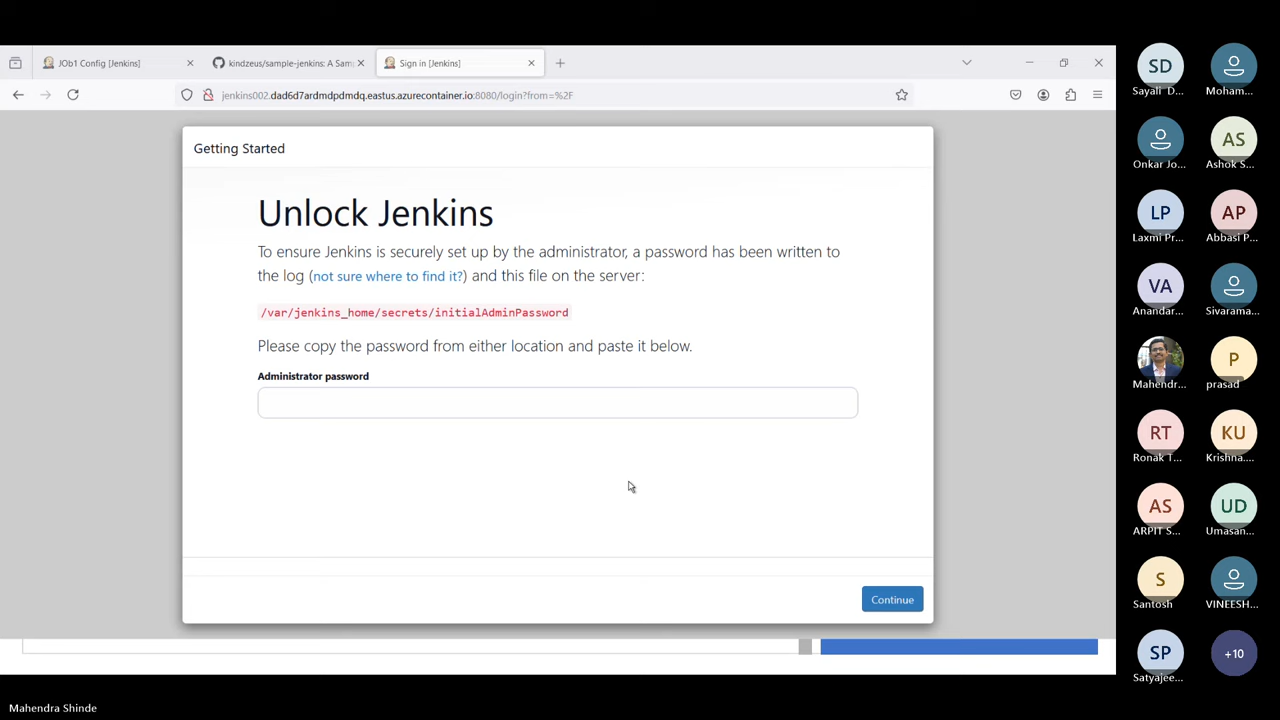 JOb1 Config [Jenkins]
kindzeus/sample-jenkins: A Sam
Sign in [Jenkins]
jenkins002.dad6d7ardmdpdmdq.eastus.azurecontainer.io:8080/login?from=%2F
Getting Started
Unlock Jenkins
To ensure Jenkins is securely set up by the administrator, a password has been written to
the log (not sure where to find it?) and this file on the server:
/var/jenkins_home/secrets/initialAdminPassword
Please copy the password from either location and paste it below.
Administrator password
Continue
SD
Sayali D...
Moham...
Onkar Jo...
AS
Ashok S...
LP
Laxmi Pr...
AP
Abbasi P...
VA
Anandar...
Sivarama...
Mahendr...
P
prasad
RT
Ronak T...
KU
Krishna....
AS
ARPIT S...
UD
Umasan...
S
Santosh
VINEESH...
SP
Satyajee...
+10
Mahendra Shinde